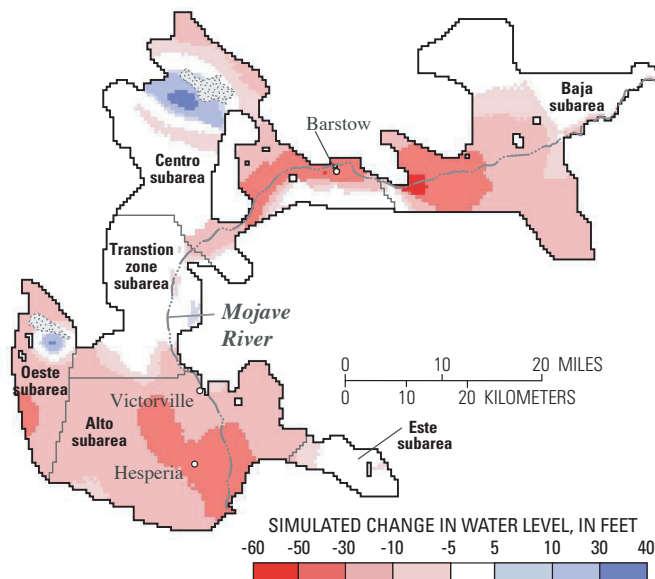 Baja
subarea
Barstow
Centro
subarea
Transtion
zone
subarea
Mojave
River
0 10 20 MILES
0 10 20 KILOMETERS
Oeste
subarea
Alto
subarea
Victorville
Hesperia
Este
subarea
SIMULATED CHANGE IN WATER LEVEL, IN FEET
-60 -50 -30 -10 -5 5 10 30 40